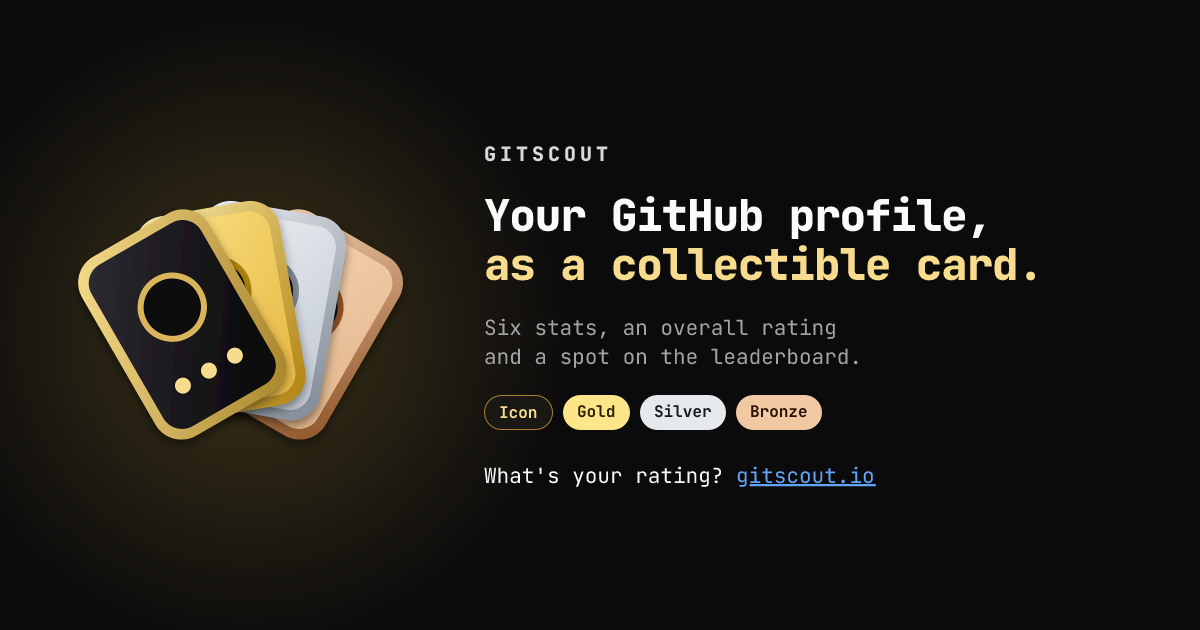 GITSCOUT
Your GitHub profile,
as a collectible card.
Six stats, an overall rating
and a spot on the leaderboard.
Icon Gold Silver Bronze
What's your rating? gitscout.io